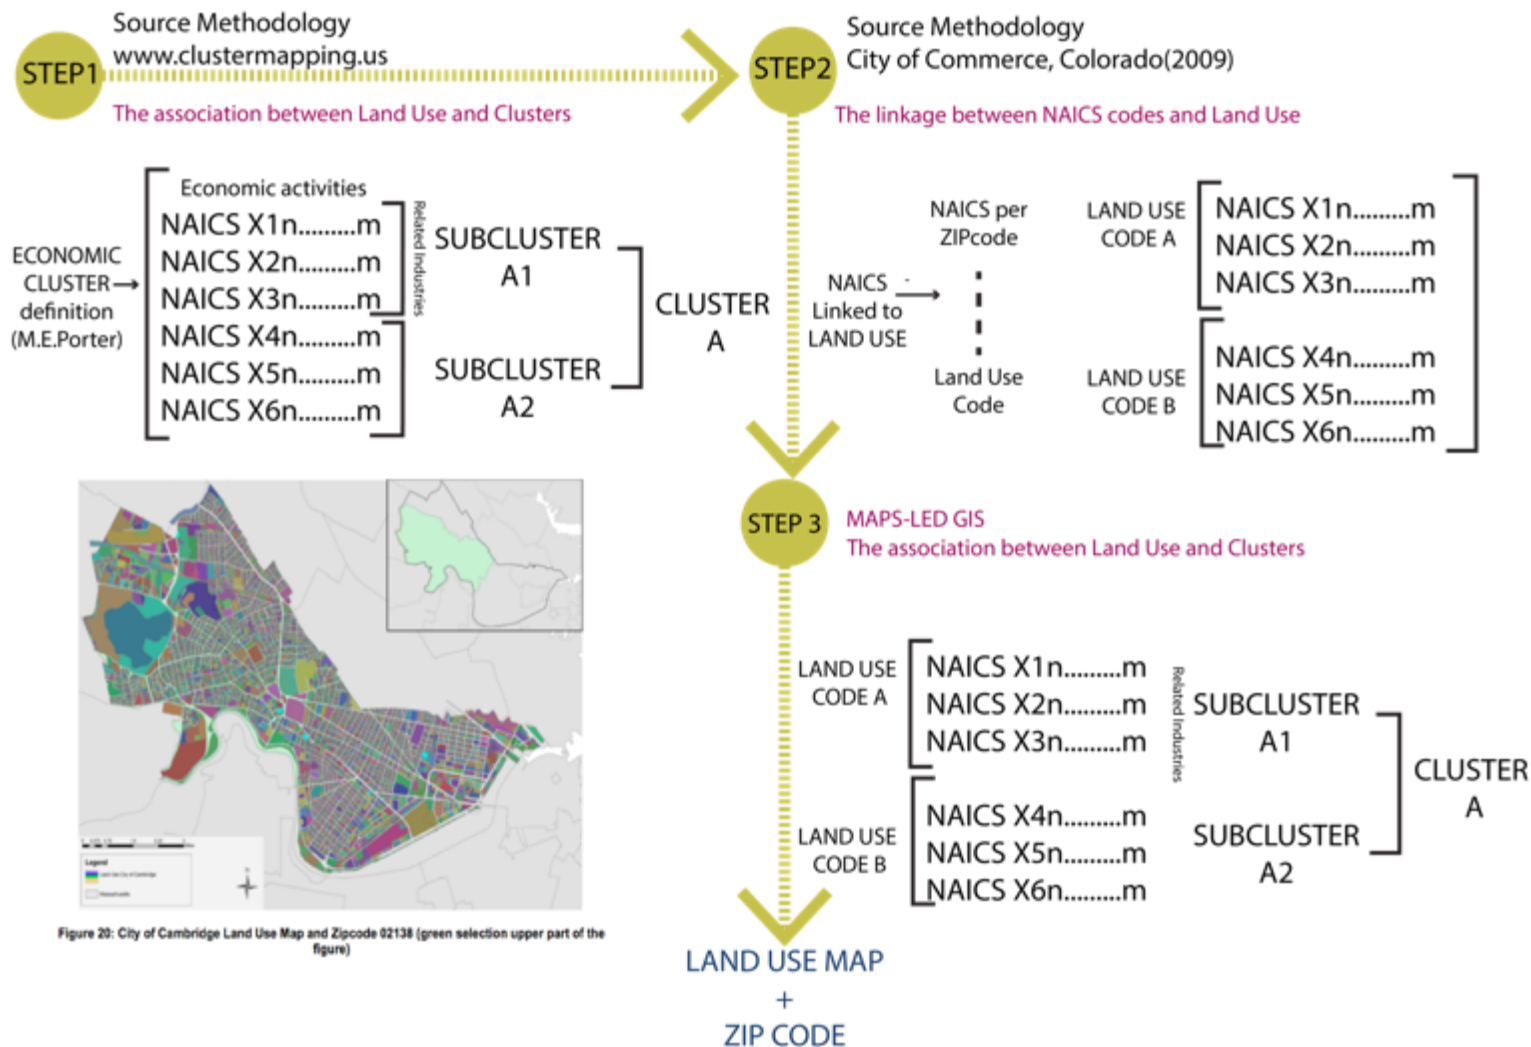 STEP1
Source Methodology
www.clustermapping.us
The association between Land Use and Clusters
STEP2
Source Methodology
City of Commerce, Colorado(2009)
The linkage between NAICS codes and Land Use
ECONOMIC
CLUSTER
definition
(M.E.Porter)
Economic activities
NAICS X1n.........m
NAICS X2n.........m
NAICS X3n.........m
NAICS X4n.........m
NAICS X5n.........m
NAICS X6n.........m
Related Industries
SUBCLUSTER
A1
SUBCLUSTER
A2
CLUSTER
A
NAICS
Linked to
LAND USE
NAICS per
ZIPcode
Land Use
Code
LAND USE
CODE A
NAICS X1n.........m
NAICS X2n.........m
NAICS X3n.........m
LAND USE
CODE B
NAICS X4n.........m
NAICS X5n.........m
NAICS X6n.........m
STEP 3
MAPS-LED GIS
The association between Land Use and Clusters
LAND USE
CODE A
NAICS X1n.........m
NAICS X2n.........m
NAICS X3n.........m
LAND USE
CODE B
NAICS X4n.........m
NAICS X5n.........m
NAICS X6n.........m
Related Industries
SUBCLUSTER
A1
SUBCLUSTER
A2
CLUSTER
A
Legend
Land Use City of Cambridge
Massachusetts
N
Figure 20: City of Cambridge Land Use Map and Zipcode 02138 (green selection upper part of the
figure)
LAND USE MAP
+
ZIP CODE